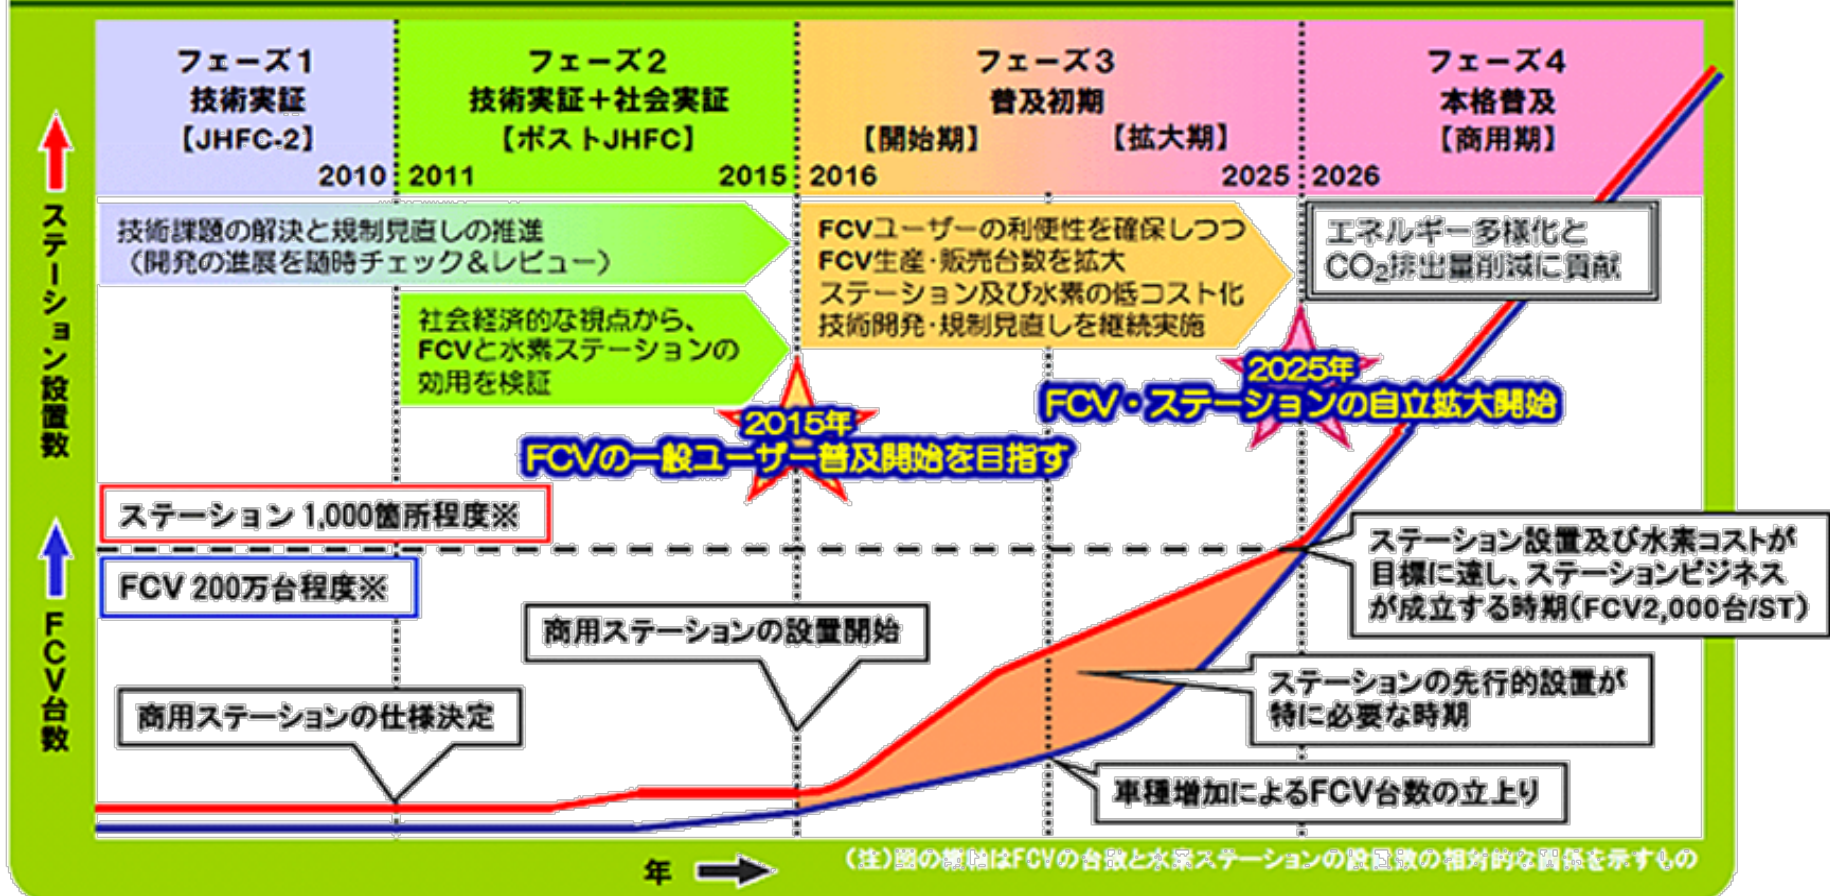 フェーズ1
技術実証
【JHFC-2】
2010
フェーズ2
技術実証＋社会実証
【ポストJHFC】
2011
2015
フェーズ3
普及初期
【開始期】
【拡大期】
2016
2025
フェーズ4
本格普及
【商用期】
2026
ステーション設置数
FCV台数
技術課題の解決と規制見直しの推進
（開発の進展を随時チェック＆レビュー）
社会経済的な視点から、
FCVと水素ステーションの
効用を検証
FCVユーザーの利便性を確保しつつ
FCV生産・販売台数を拡大
ステーション及び水素の低コスト化
技術開発・規制見直しを継続実施
エネルギー多様化と
CO₂排出量削減に貢献
2015年
FCVの一般ユーザー普及開始を目指す
2025年
FCV・ステーションの自立拡大開始
ステーション 1,000箇所程度※
FCV 200万台程度※
商用ステーションの仕様決定
商用ステーションの設置開始
ステーション設置及び水素コストが
目標に達し、ステーションビジネス
が成立する時期（FCV2,000台/ST）
ステーションの先行的設置が
特に必要な時期
車種増加によるFCV台数の立上り
年
（注）図の縦軸はFCVの台数と水素ステーションの設置数の相対的な関係を示すもの